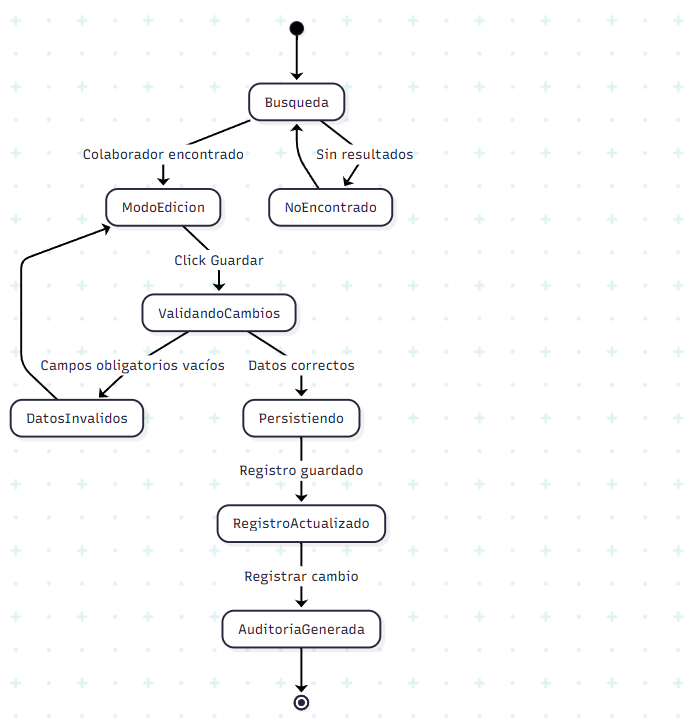 Busqueda
Colaborador encontrado
Sin resultados
ModoEdicion
NoEncontrado
Click Guardar
ValidandoCambios
Campos obligatorios vacíos
Datos correctos
DatosInvalidos
Persistiendo
Registro guardado
RegistroActualizado
Registrar cambio
AuditoriaGenerada